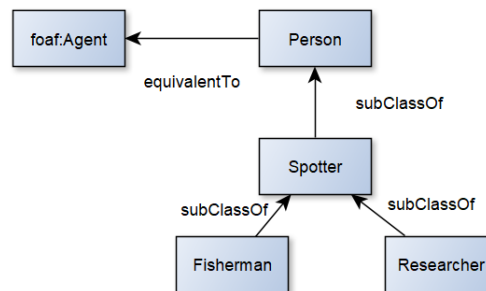 foaf:Agent
Person
equivalentTo
subClassOf
Spotter
subClassOf
subClassOf
Fisherman
Researcher